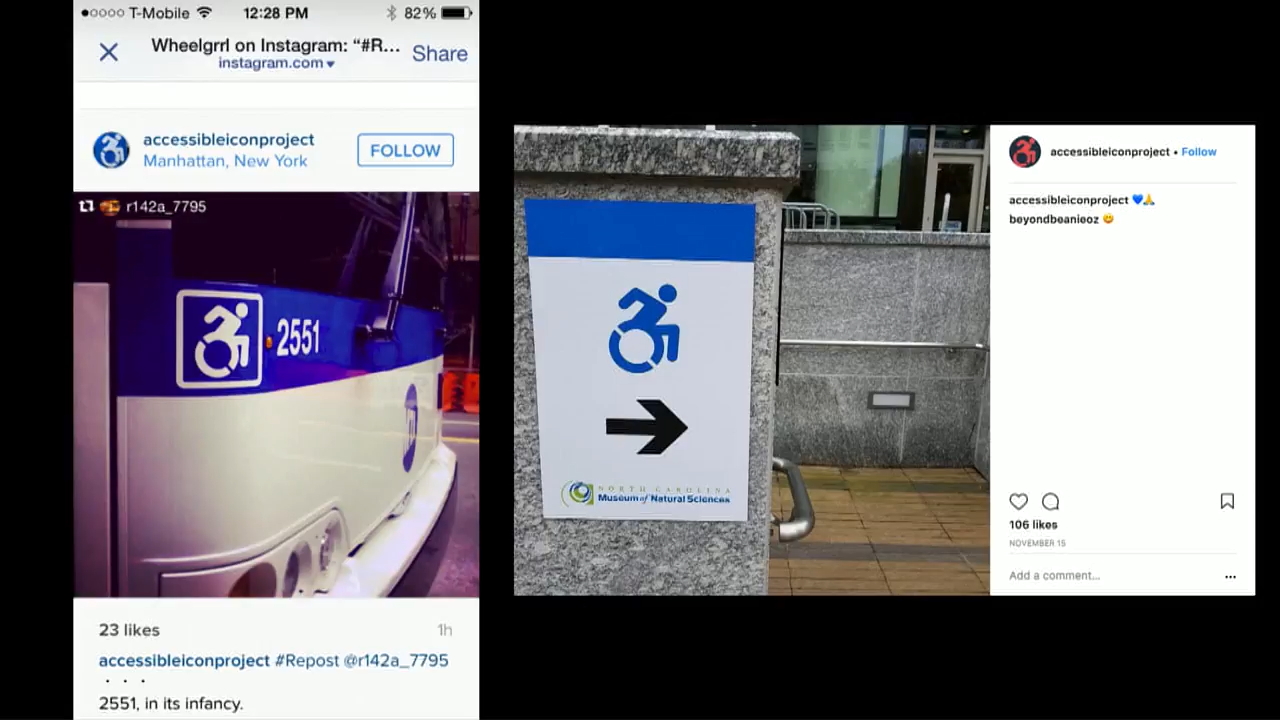 T-Mobile 12:28 PM 82%
Wheelgrrl on Instagram: “#R...
instagram.com
Share
accessibleiconproject
Manhattan, New York
FOLLOW
r142a_7795
2551
23 likes
1h
accessibleiconproject #Repost @r142a_7795
. . .
2551, in its infancy.
NORTH CAROLINA
Museum of Natural Sciences
accessibleiconproject • Follow
accessibleiconproject 💙🙏
beyondbeanieoz 😀
106 likes
NOVEMBER 15
Add a comment...